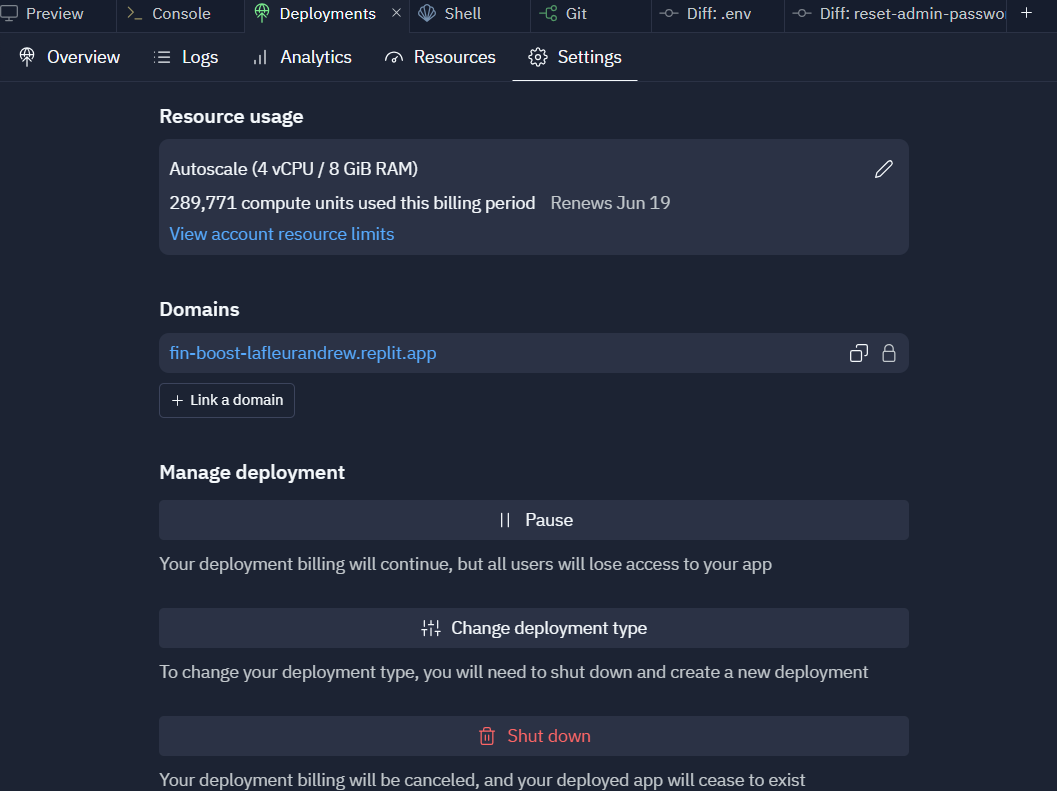 Preview
Console
Deployments
Shell
Git
Diff: .env
Diff: reset-admin-passwo
Overview
Logs
Analytics
Resources
Settings
Resource usage
Autoscale (4 vCPU / 8 GiB RAM)
289,771 compute units used this billing period Renews Jun 19
View account resource limits
Domains
fin-boost-lafleurandrew.replit.app
+ Link a domain
Manage deployment
Pause
Your deployment billing will continue, but all users will lose access to your app
Change deployment type
To change your deployment type, you will need to shut down and create a new deployment
Shut down
Your deployment billing will be canceled, and your deployed app will cease to exist